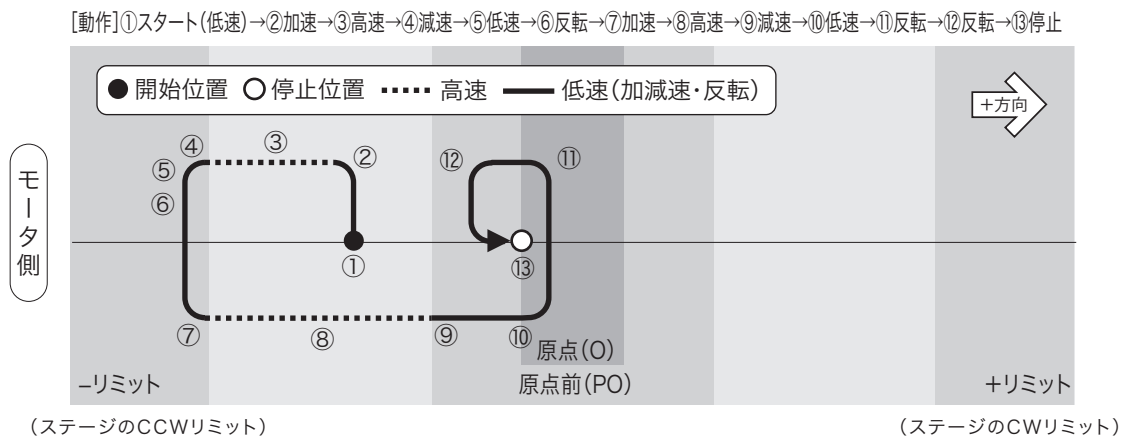 [動作]①スタート(低速)→②加速→③高速→④減速→⑤低速→⑥反転→⑦加速→⑧高速→⑨減速→⑩低速→⑪反転→⑫反転→⑬停止
開始位置 停止位置 高速 低速(加減速・反転)
+方向
④ ③ ② ⑫ ⑪
⑤
⑥
モータ側
① ⑬
⑦ ⑧ ⑨ ⑩
原点(O)
–リミット 原点前(PO) +リミット
(ステージのCCWリミット) (ステージのCWリミット)